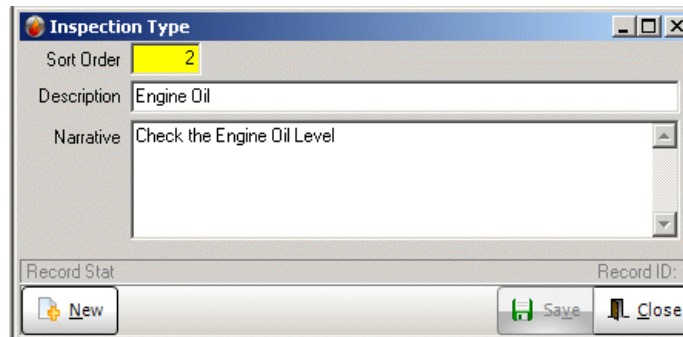 Inspection Type
Sort Order 2
Description Engine Oil
Narrative Check the Engine Oil Level
Record Stat Record ID:
New Save Close